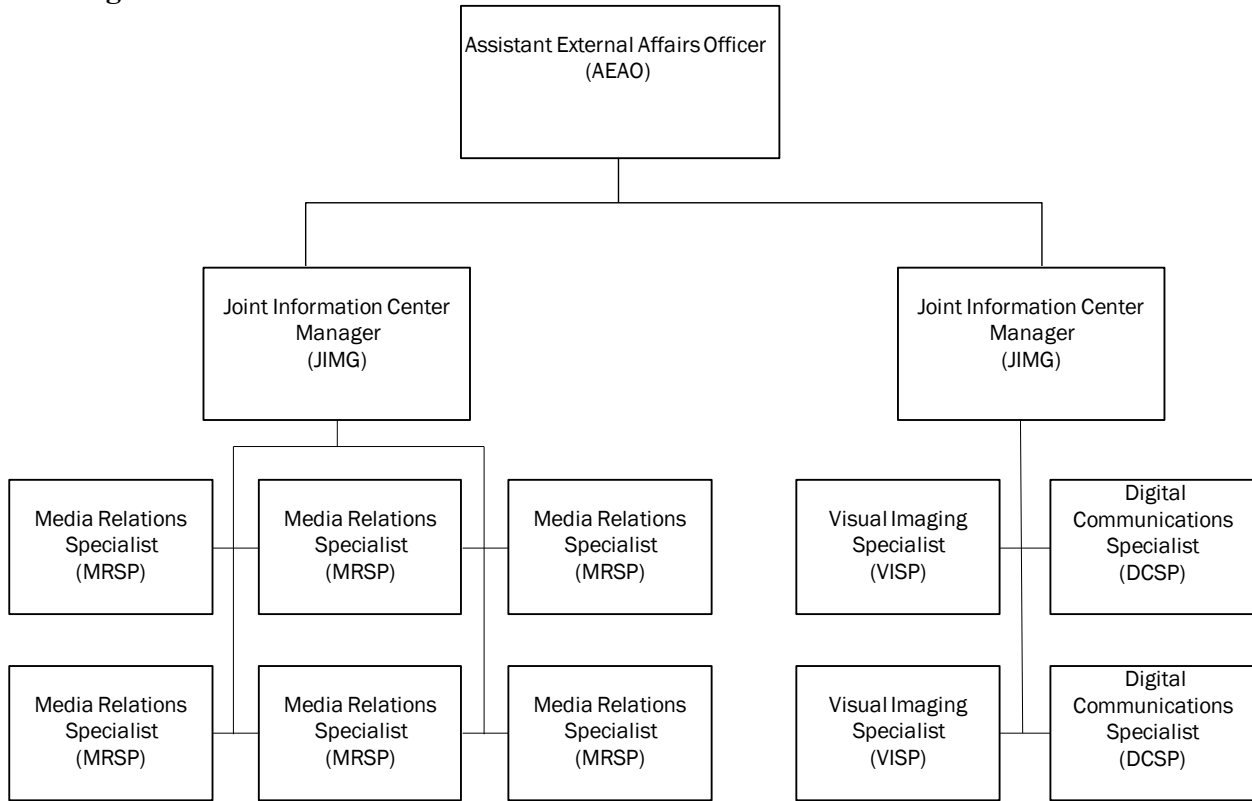 Assistant External Affairs Officer
(AEAO)
Joint Information Center
Manager
(JIMG)
Joint Information Center
Manager
(JIMG)
Media Relations
Specialist
(MRSP)
Media Relations
Specialist
(MRSP)
Media Relations
Specialist
(MRSP)
Visual Imaging
Specialist
(VISP)
Digital
Communications
Specialist
(DCSP)
Media Relations
Specialist
(MRSP)
Media Relations
Specialist
(MRSP)
Media Relations
Specialist
(MRSP)
Visual Imaging
Specialist
(VISP)
Digital
Communications
Specialist
(DCSP)